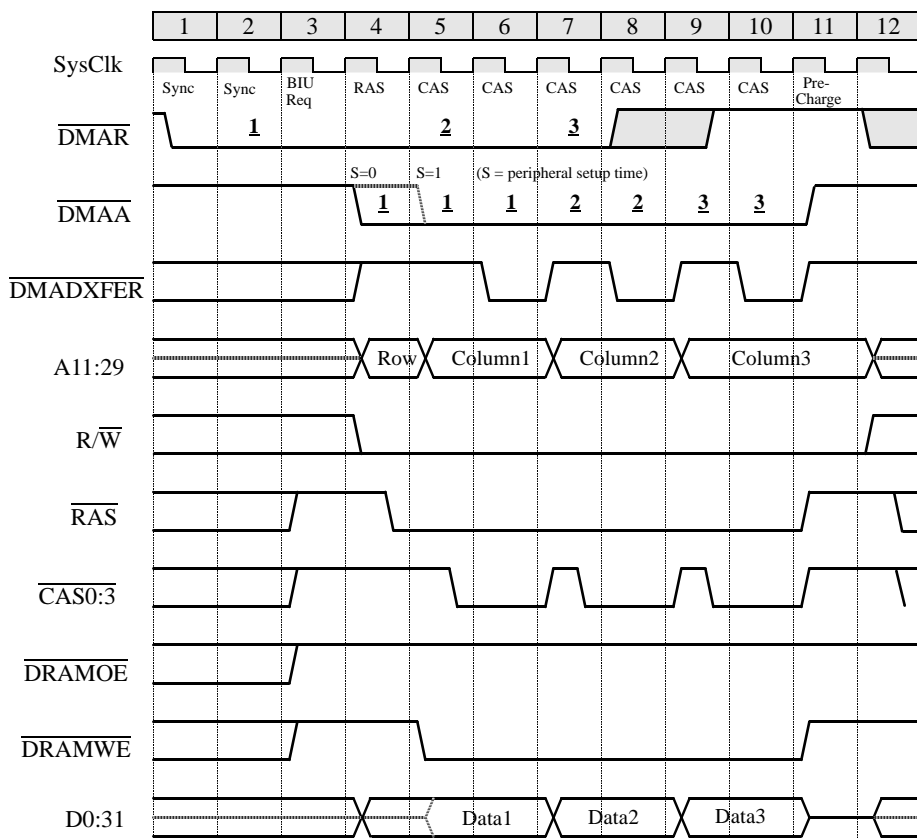 1 2 3 4 5 6 7 8 9 10 11 12
SysClk
Sync Sync BIU Req RAS CAS CAS CAS CAS CAS CAS Pre-Charge
DMAR 1 2 3
S=0 S=1 (S = peripheral setup time)
DMAA 1 1 1 2 2 3 3
DMADXFER
A11:29 Row Column1 Column2 Column3
R/W
RAS
CAS0:3
DRAMOE
DRAMWE
D0:31 Data1 Data2 Data3